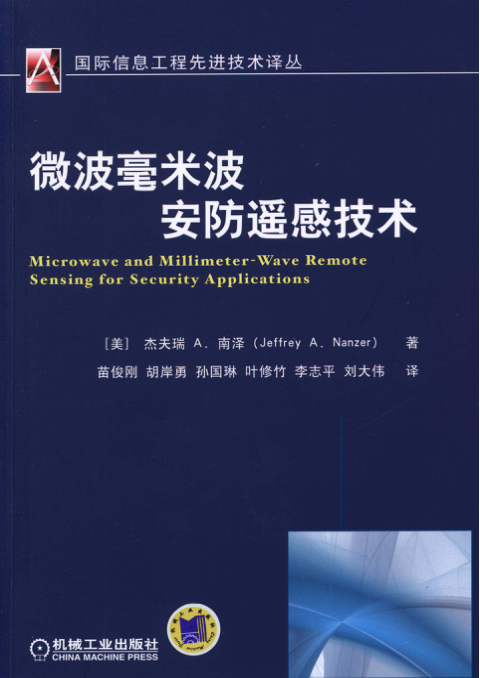 国际信息工程先进技术译丛
微波毫米波
安防遥感技术
Microwave and Millimeter-Wave Remote
Sensing for Security Applications
[美] 杰夫瑞 A. 南泽 (Jeffrey A. Nanzer) 著
苗俊刚 胡岸勇 孙国琳 叶修竹 李志平 刘大伟 译
机械工业出版社
CHINA MACHINE PRESS